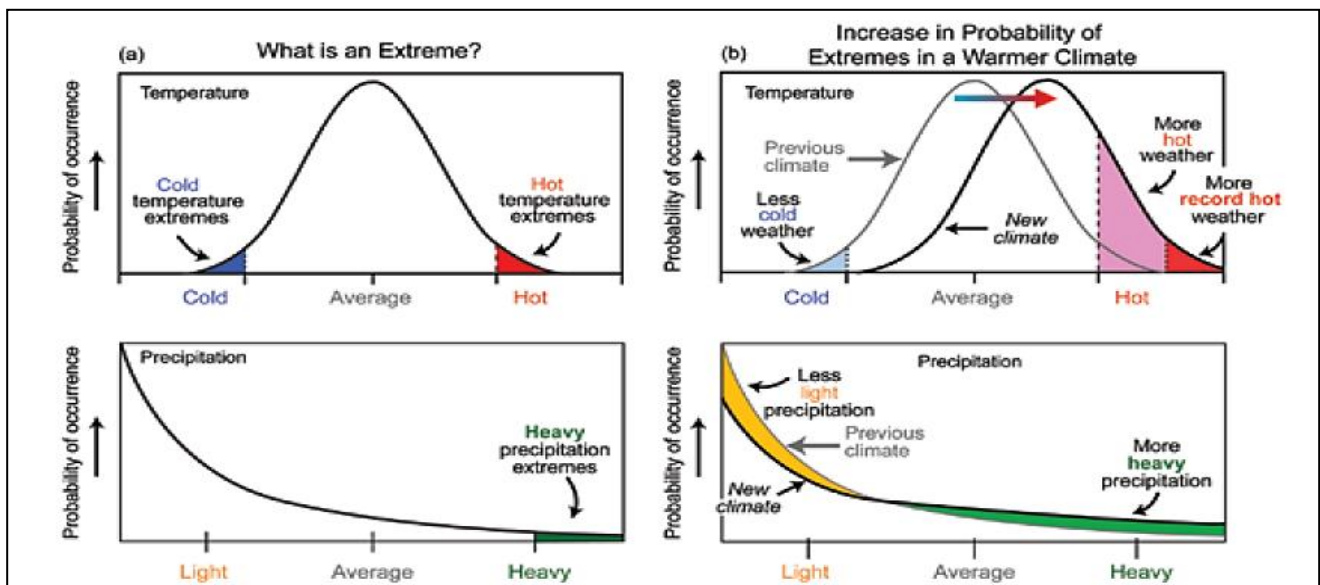 (a) What is an Extreme?
Temperature
Probability of occurrence
Cold
temperature
extremes
Hot
temperature
extremes
Cold
Average
Hot
Precipitation
Probability of occurrence
Heavy
precipitation
extremes
Light
Average
Heavy
(b) Increase in Probability of
Extremes in a Warmer Climate
Temperature
Probability of occurrence
Previous
climate
Less
cold
weather
New climate
More
hot
weather
More
record hot
weather
Cold
Average
Hot
Precipitation
Probability of occurrence
Less
light
precipitation
Previous
climate
New
climate
More
heavy
precipitation
Light
Average
Heavy